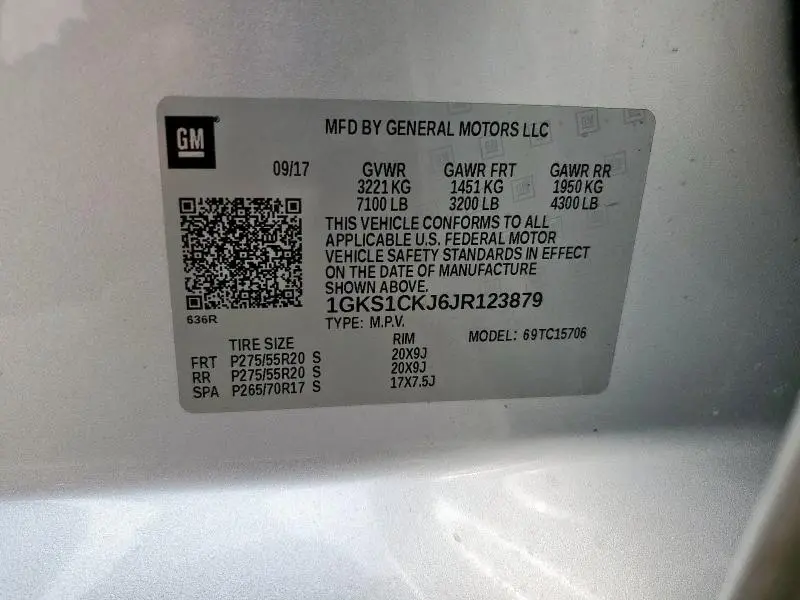 GM
MFD BY GENERAL MOTORS LLC
09/17 GVWR GAWR FRT GAWR RR
3221 KG 1451 KG 1950 KG
7100 LB 3200 LB 4300 LB
THIS VEHICLE CONFORMS TO ALL
APPLICABLE U.S. FEDERAL MOTOR
VEHICLE SAFETY STANDARDS IN EFFECT
ON THE DATE OF MANUFACTURE
SHOWN ABOVE.
1GKS1CKJ6JR123879
636R
TYPE: M.P.V.
MODEL: 69TC15706
TIRE SIZE RIM
FRT P275/55R20 S 20X9J
RR P275/55R20 S 20X9J
SPA P265/70R17 S 17X7.5J